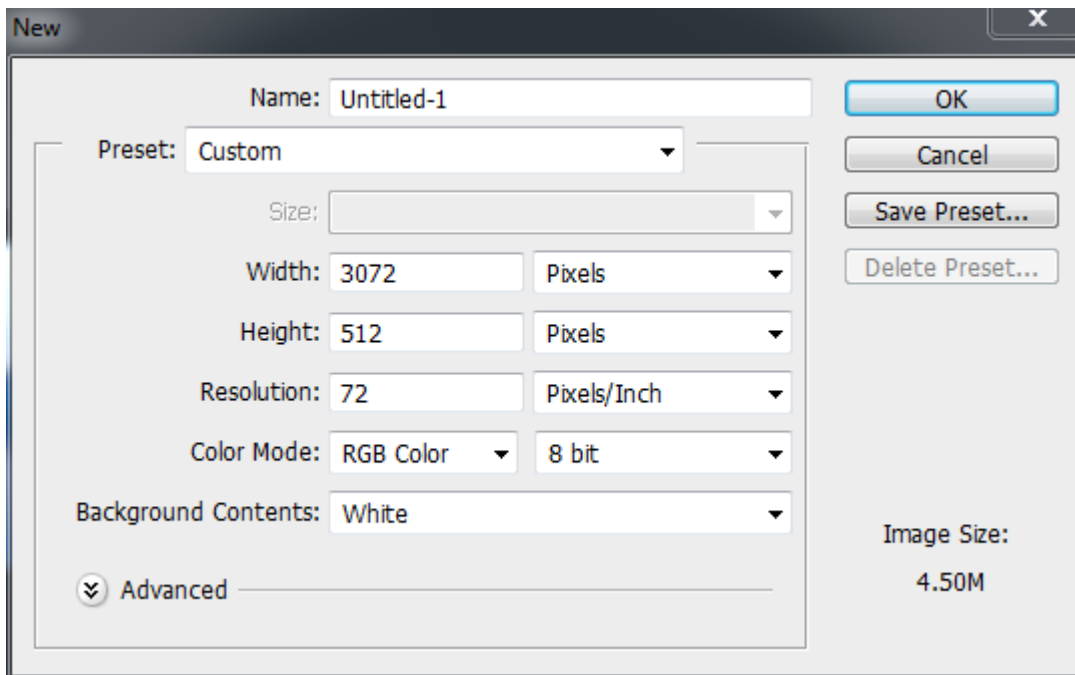 New
X
Name: Untitled-1
OK
Preset: Custom
Cancel
Size:
Save Preset...
Width: 3072 Pixels
Delete Preset...
Height: 512 Pixels
Resolution: 72 Pixels/Inch
Color Mode: RGB Color 8 bit
Background Contents: White
Image Size:
4.50M
Advanced